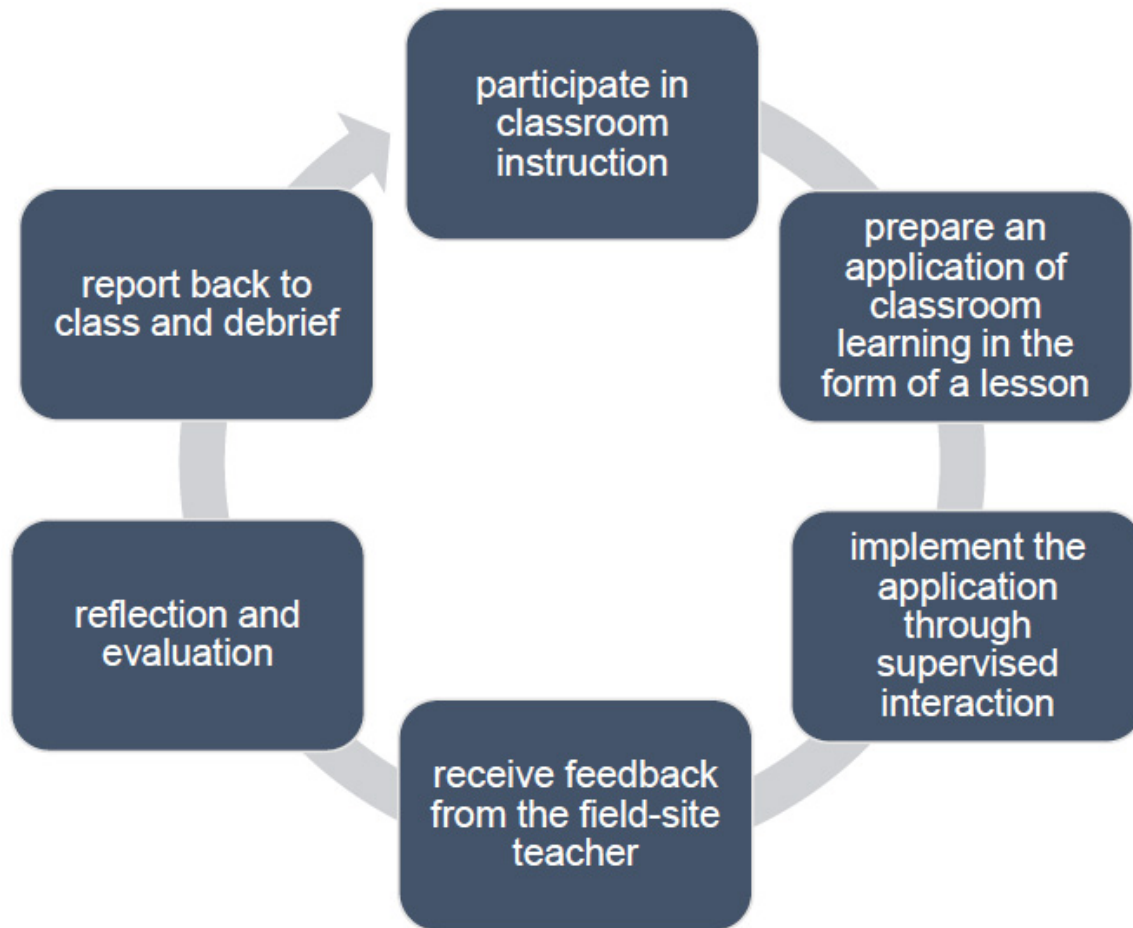 participate in
classroom
instruction
prepare an
application of
classroom
learning in the
form of a lesson
implement the
application
through
supervised
interaction
receive feedback
from the field-site
teacher
reflection and
evaluation
report back to
class and debrief